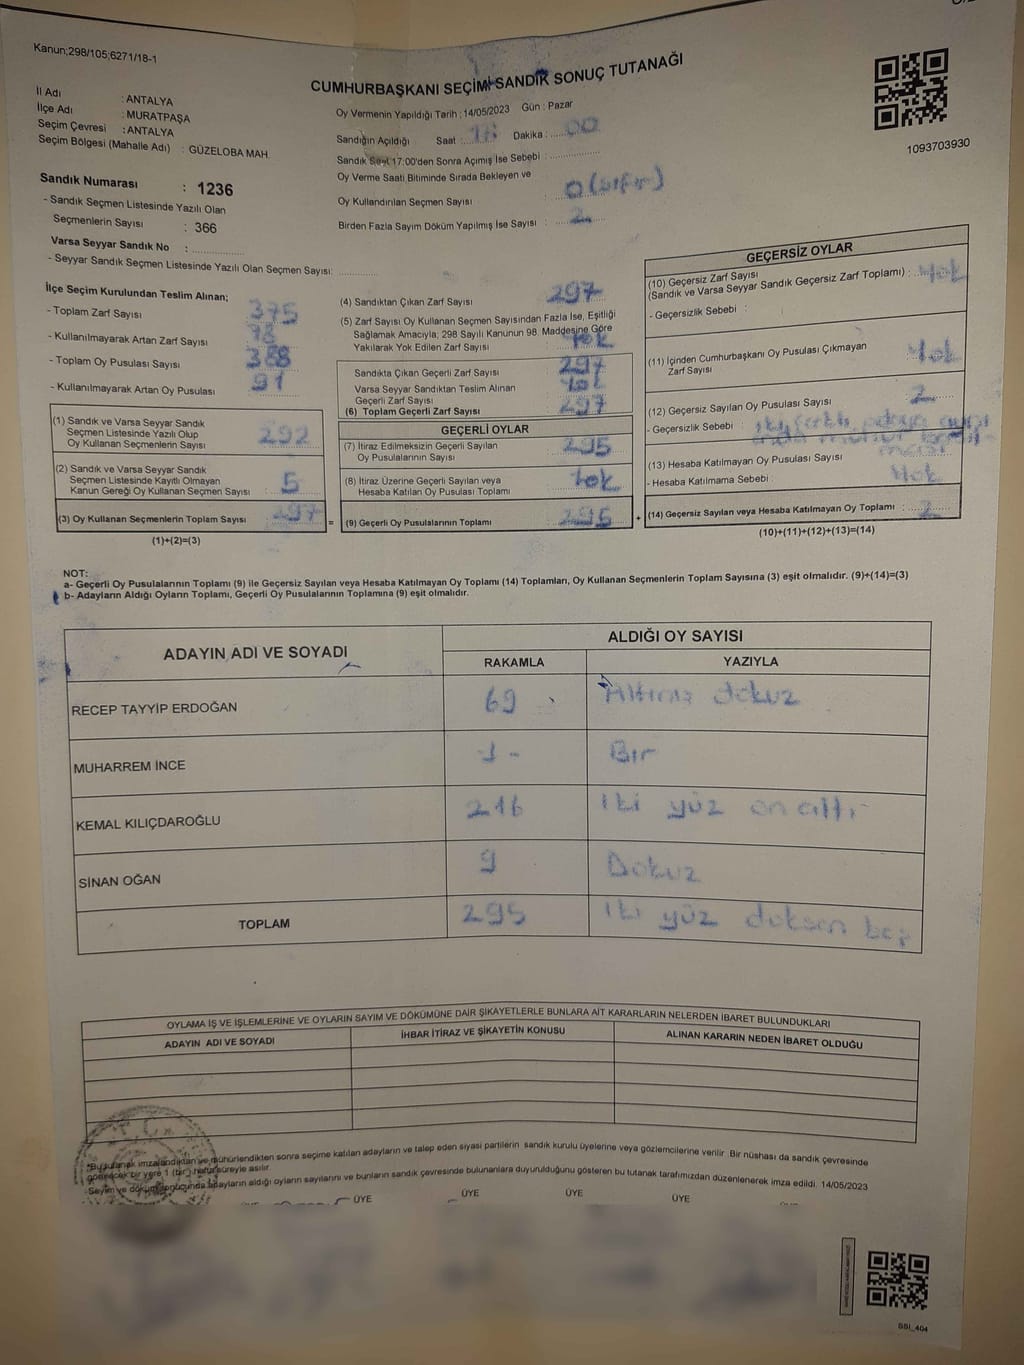 Kanun;298/105;6271/18-1
CUMHURBAŞKANI SEÇİMİ SANDIK SONUÇ TUTANAĞI
İl Adı : ANTALYA
İlçe Adı : MURATPAŞA
Seçim Çevresi : ANTALYA
Seçim Bölgesi (Mahalle Adı) : GÜZELOBA MAH.
Oy Vermenin Yapıldığı Tarih : 14/05/2023 Gün : Pazar
Sandığın Açıldığı Saat 18 Dakika : 00
Sandık Saat 17:00'den Sonra Açımış İse Sebebi :
Oy Verme Saati Bitiminde Sırada Bekleyen ve
Oy Kullandırılan Seçmen Sayısı : 0 (sıfır)
Birden Fazla Sayım Döküm Yapılmış İse Sayısı : 2
1093703930
Sandık Numarası : 1236
- Sandık Seçmen Listesinde Yazılı Olan
Seçmenlerin Sayısı : 366
Varsa Seyyar Sandık No :
- Seyyar Sandık Seçmen Listesinde Yazılı Olan Seçmen Sayısı:
İlçe Seçim Kurulundan Teslim Alınan;
- Toplam Zarf Sayısı 375
- Kullanılmayarak Artan Zarf Sayısı 78
- Toplam Oy Pusulası Sayısı 388
- Kullanılmayarak Artan Oy Pusulası 91
(1) Sandık ve Varsa Seyyar Sandık
Seçmen Listesinde Yazılı Olup
Oy Kullanan Seçmenlerin Sayısı 292
(2) Sandık ve Varsa Seyyar Sandık
Seçmen Listesinde Kayıtlı Olmayan
Kanun Gereği Oy Kullanan Seçmen Sayısı 5
(3) Oy Kullanan Seçmenlerin Toplam Sayısı 297 =
(1)+(2)=(3)
(4) Sandıktan Çıkan Zarf Sayısı 297
(5) Zarf Sayısı Oy Kullanan Seçmen Sayısından Fazla İse, Eşitliği
Sağlamak Amacıyla; 298 Sayılı Kanunun 98. Maddesine Göre
Yakılarak Yok Edilen Zarf Sayısı Yok
Sandıkta Çıkan Geçerli Zarf Sayısı 297
Varsa Seyyar Sandıktan Teslim Alınan
Geçerli Zarf Sayısı Yok
(6) Toplam Geçerli Zarf Sayısı 297
GEÇERLİ OYLAR
(7) İtiraz Edilmeksizin Geçerli Sayılan
Oy Pusulalarının Sayısı 295
(8) İtiraz Üzerine Geçerli Sayılan veya
Hesaba Katılan Oy Pusulası Toplamı Yok
(9) Geçerli Oy Pusulalarının Toplamı 295 +
GEÇERSİZ OYLAR
(10) Geçersiz Zarf Sayısı
(Sandık ve Varsa Seyyar Sandık Geçersiz Zarf Toplamı) : Yok
- Geçersizlik Sebebi :
(11) İçinden Cumhurbaşkanı Oy Pusulası Çıkmayan
Zarf Sayısı Yok
(12) Geçersiz Sayılan Oy Pusulası Sayısı 2
- Geçersizlik Sebebi : iki farklı adaya aynı
anda mühür
(13) Hesaba Katılmayan Oy Pusulası Sayısı Yok
- Hesaba Katılmama Sebebi :
(14) Geçersiz Sayılan veya Hesaba Katılmayan Oy Toplamı : 2
(10)+(11)+(12)+(13)=(14)
NOT:
a- Geçerli Oy Pusulalarının Toplamı (9) ile Geçersiz Sayılan veya Hesaba Katılmayan Oy Toplamı (14) Toplamları, Oy Kullanan Seçmenlerin Toplam Sayısına (3) eşit olmalıdır. (9)+(14)=(3)
b- Adayların Aldığı Oyların Toplamı, Geçerli Oy Pusulalarının Toplamına (9) eşit olmalıdır.
ADAYIN ADI VE SOYADI ALDIĞI OY SAYISI
RAKAMLA YAZIYLA
RECEP TAYYİP ERDOĞAN 69 Altmış dokuz
MUHARREM İNCE 1 - Bir
KEMAL KILIÇDAROĞLU 216 iki yüz on altı
SİNAN OĞAN 9 Dokuz
TOPLAM 295 iki yüz doksan beş
OYLAMA İŞ VE İŞLEMLERİNE VE OYLARIN SAYIM VE DÖKÜMÜNE DAİR ŞİKAYETLERLE BUNLARA AİT KARARLARIN NELERDEN İBARET BULUNDUKLARI
ADAYIN ADI VE SOYADI İHBAR İTİRAZ VE ŞİKAYETİN KONUSU ALINAN KARARIN NEDEN İBARET OLDUĞU
*Bu tutanak imzalandıktan ve mühürlendikten sonra seçime katılan adayların ve talep eden siyasi partilerin sandık kurulu üyelerine veya gözlemcilerine verilir. Bir nüshası da sandık çevresinde
görelecek bir yere 1 (bir) hafta süreyle asılır.
Seyim ve döküm sonucunda adayların aldığı oyların sayılarını ve bunların sandık çevresinde bulunanlara duyurulduğunu gösteren bu tutanak tarafımızdan düzenlenerek imza edildi. 14/05/2023
ÜYE ÜYE ÜYE ÜYE
SSI_404